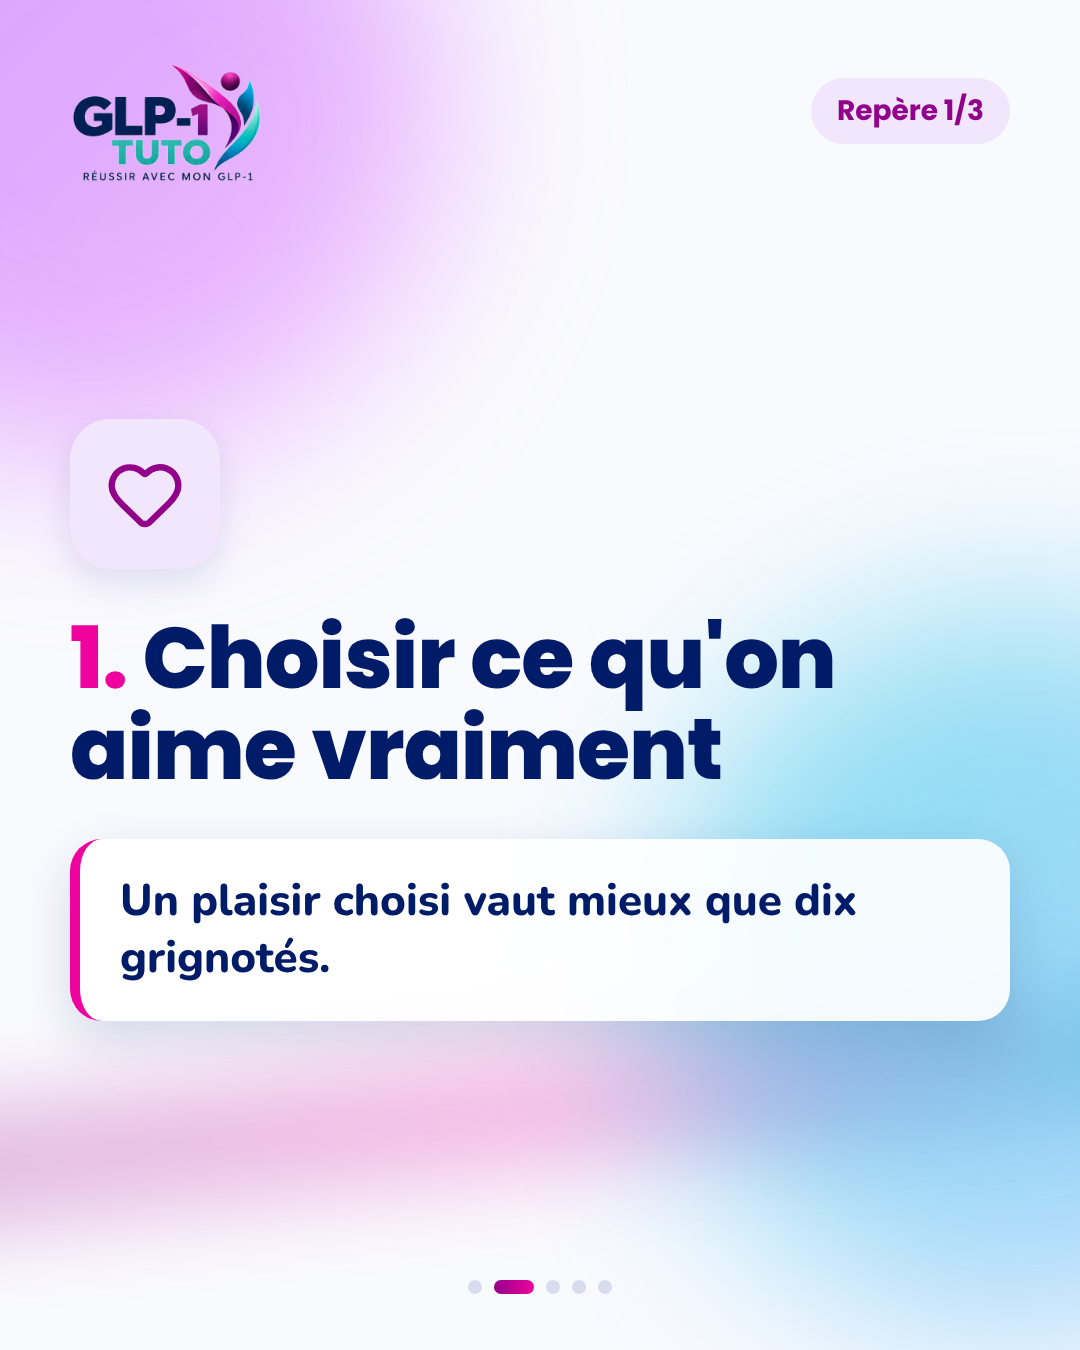 GLP-1
TUTO
RÉUSSIR AVEC MON GLP-1
Repère 1/3
1. Choisir ce qu'on
aime vraiment
Un plaisir choisi vaut mieux que dix
grignotés.